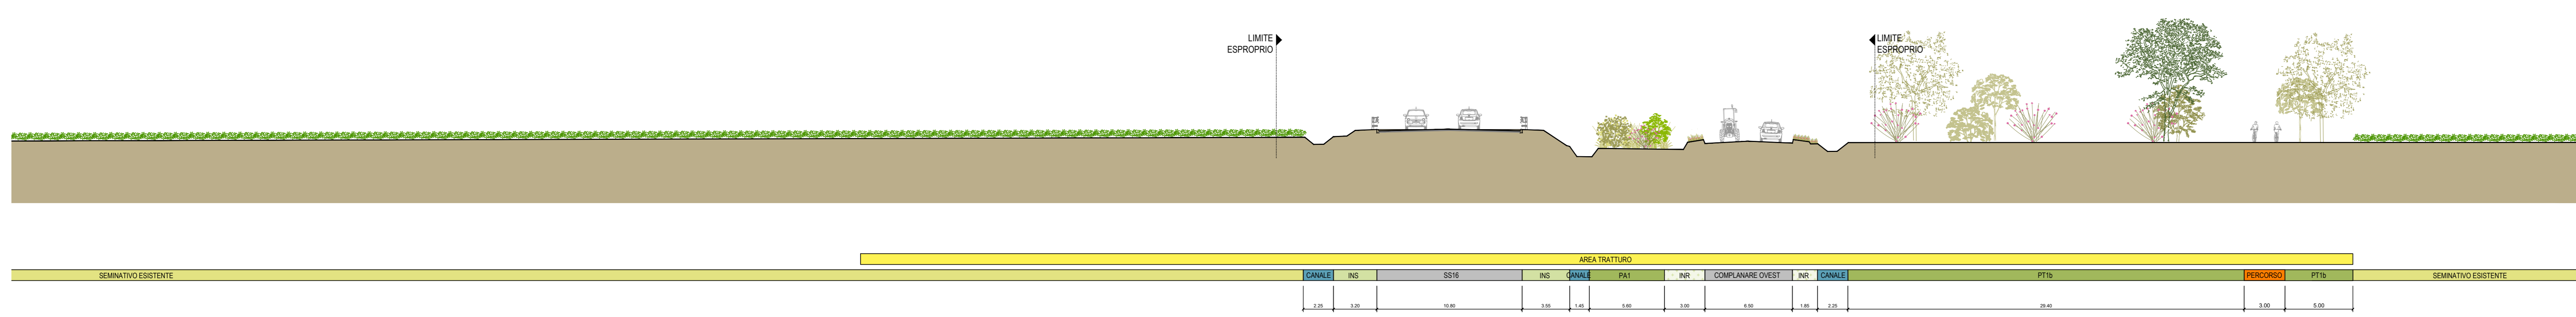 LIMITE
ESPROPRIO
LIMITE
ESPROPRIO
AREA TRATTURO
SEMINATIVO ESISTENTE CANALE INS SS16 INS CANALE PA1 INR COMPLANARE OVEST INR CANALE PT1b PERCORSO PT1b SEMINATIVO ESISTENTE
2.25 3.20 10.80 3.55 1.45 5.60 3.00 6.50 1.85 2.25 29.40 3.00 5.00